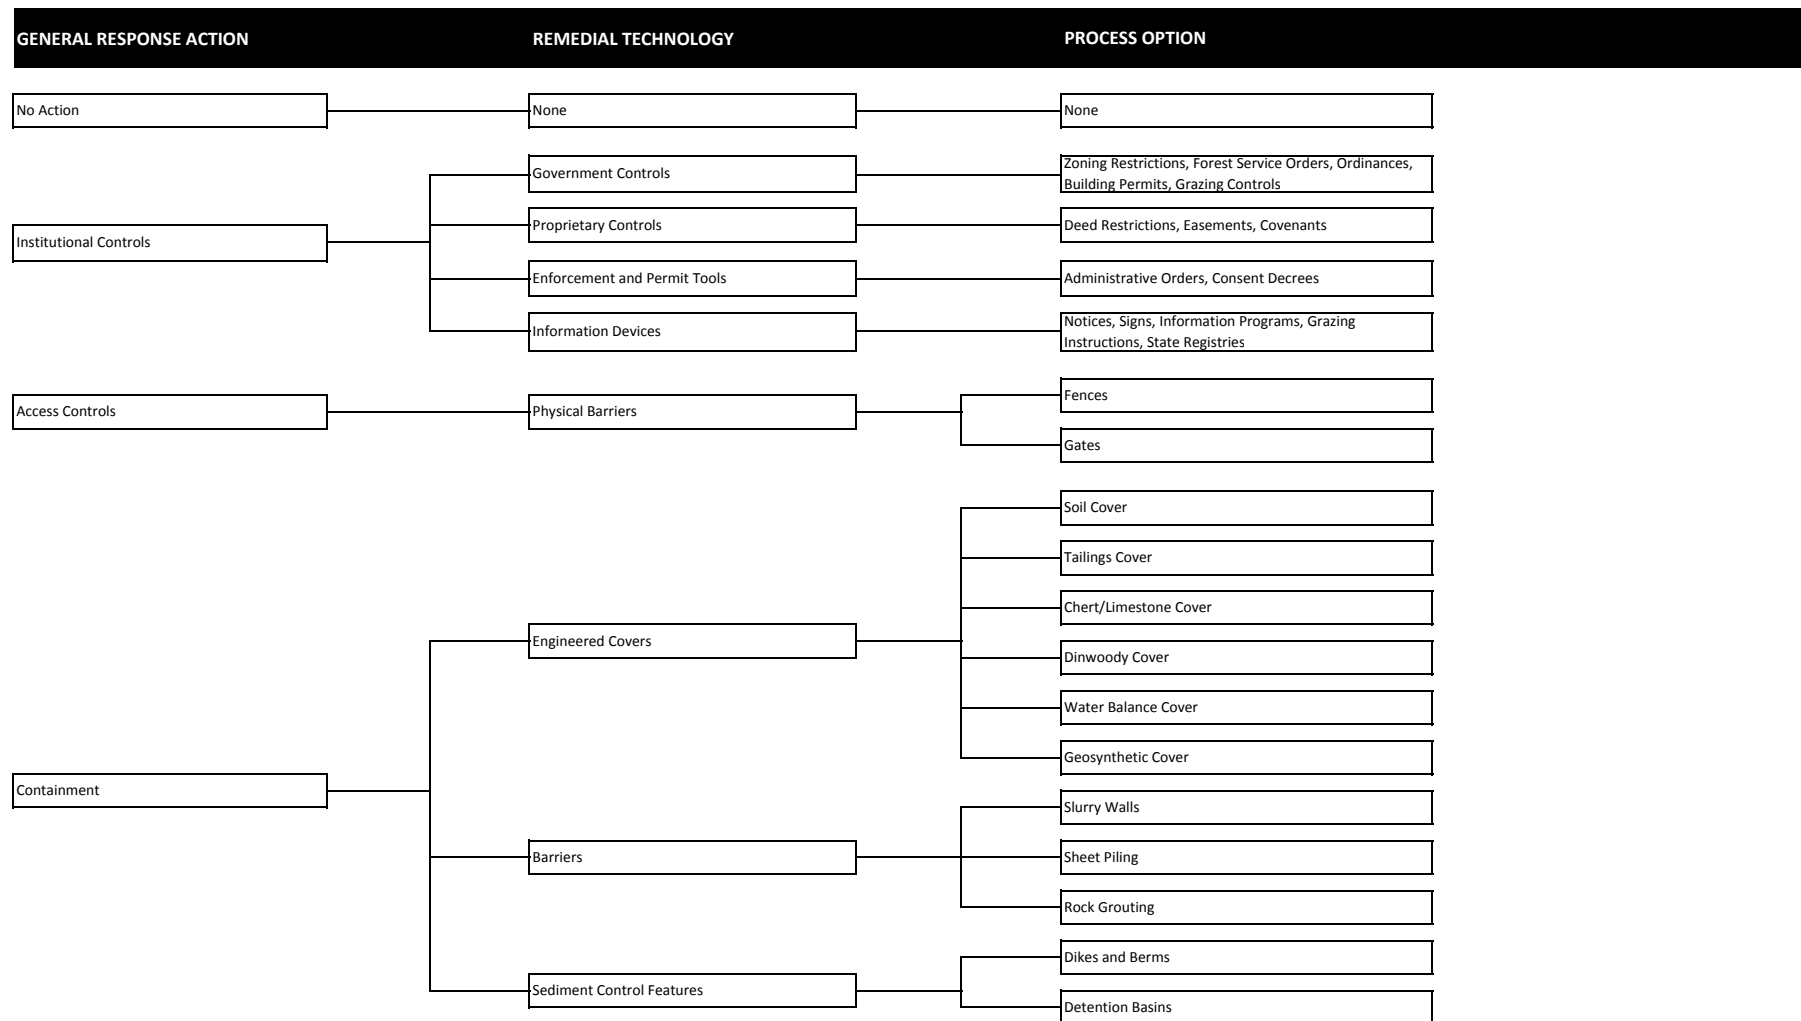 GENERAL RESPONSE ACTION
REMEDIAL TECHNOLOGY
PROCESS OPTION
No Action
None
None
Institutional Controls
Government Controls
Zoning Restrictions, Forest Service Orders, Ordinances,
Building Permits, Grazing Controls
Proprietary Controls
Deed Restrictions, Easements, Covenants
Enforcement and Permit Tools
Administrative Orders, Consent Decrees
Information Devices
Notices, Signs, Information Programs, Grazing
Instructions, State Registries
Access Controls
Physical Barriers
Fences
Gates
Containment
Engineered Covers
Soil Cover
Tailings Cover
Chert/Limestone Cover
Dinwoody Cover
Water Balance Cover
Geosynthetic Cover
Barriers
Slurry Walls
Sheet Piling
Rock Grouting
Sediment Control Features
Dikes and Berms
Detention Basins